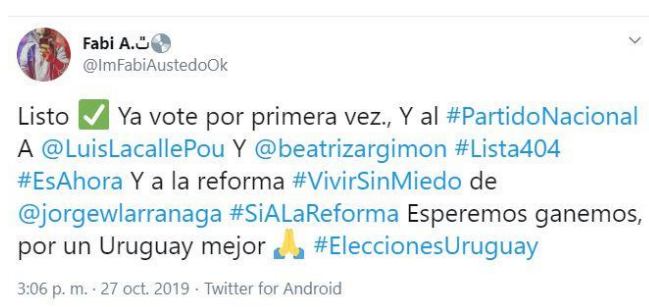 Fabi A.ت💿
@ImFabiAustedoOk
Listo ✅ Ya vote por primera vez., Y al #PartidoNacional
A @LuisLacallePou Y @beatrizargimon #Lista404
#EsAhora Y a la reforma #VivirSinMiedo de
@jorgewlarranaga #SiALaReforma Esperemos ganemos,
por un Uruguay mejor 🙏 #EleccionesUruguay
3:06 p. m. · 27 oct. 2019 · Twitter for Android